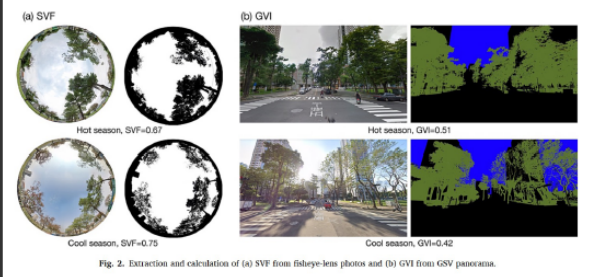 (a) SVF
(b) GVI
Hot season, SVF=0.67
Hot season, GVI=0.51
Cool season, SVF=0.75
Cool season, GVI=0.42
Fig. 2. Extraction and calculation of (a) SVF from fisheye-lens photos and (b) GVI from GSV panorama.